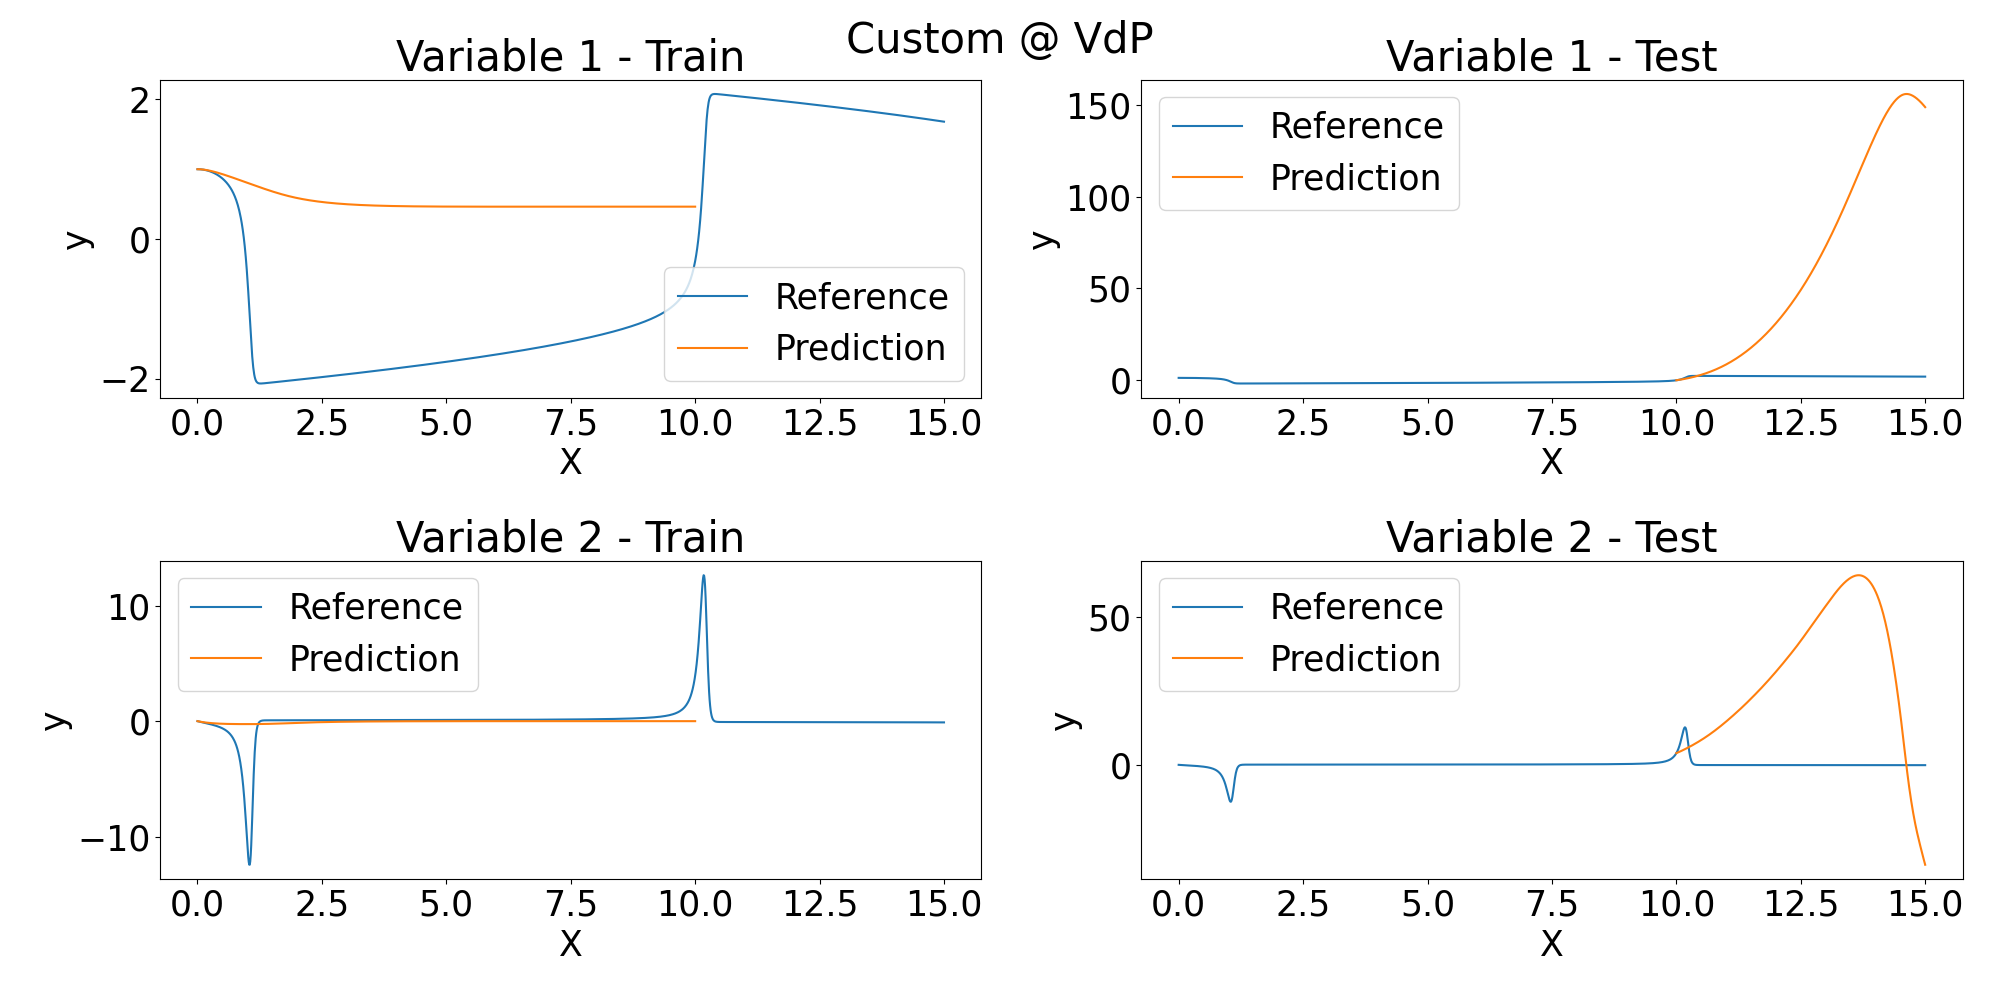 Custom @ VdP
Variable 1 - Train
2
0
−2
y
Reference
Prediction
0.0 2.5 5.0 7.5 10.0 12.5 15.0
X
Variable 1 - Test
150
100
50
0
y
Reference
Prediction
0.0 2.5 5.0 7.5 10.0 12.5 15.0
X
Variable 2 - Train
10
0
−10
y
Reference
Prediction
0.0 2.5 5.0 7.5 10.0 12.5 15.0
X
Variable 2 - Test
50
0
y
Reference
Prediction
0.0 2.5 5.0 7.5 10.0 12.5 15.0
X